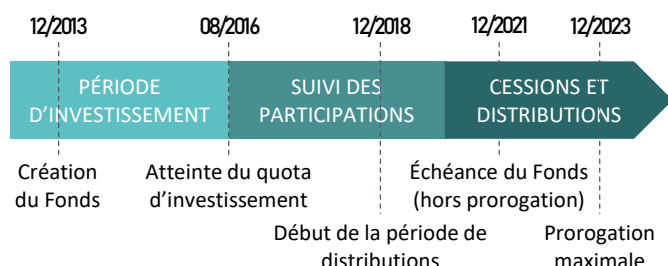 12/2013 08/2016 12/2018 12/2021 12/2023
PÉRIODE
D'INVESTISSEMENT
SUIVI DES
PARTICIPATIONS
CESSIONS ET
DISTRIBUTIONS
Création
du Fonds
Atteinte du quota
d'investissement
Échéance du Fonds
(hors prorogation)
Début de la période de
distributions
Prorogation
maximale